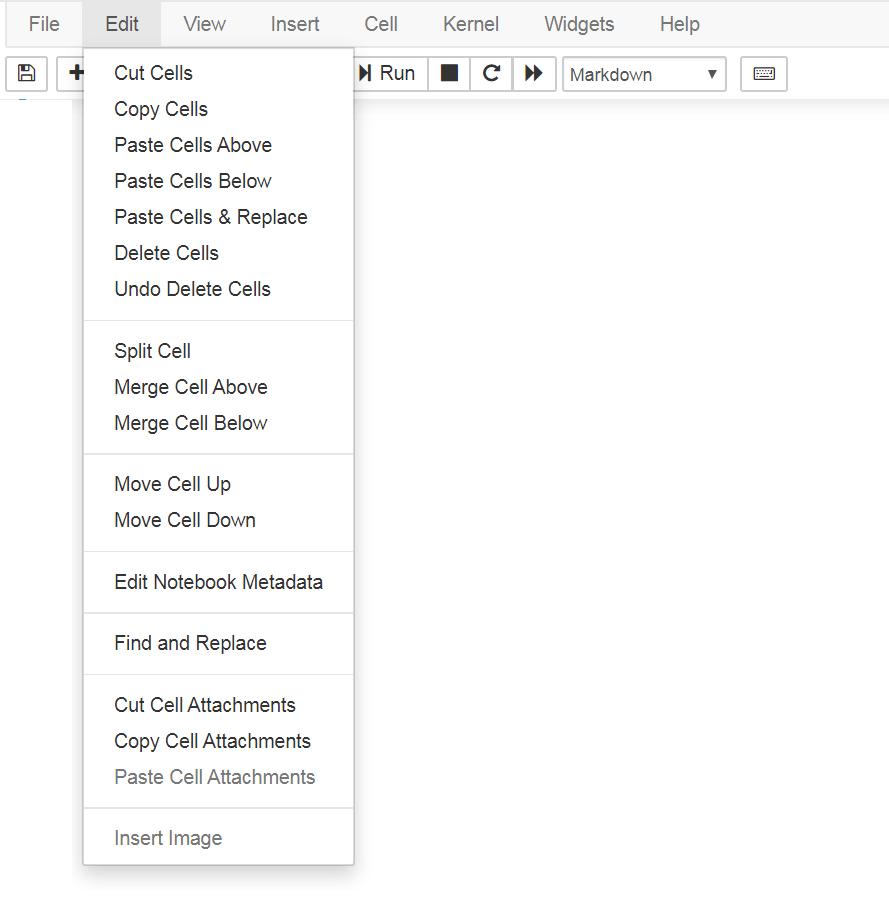 File Edit View Insert Cell Kernel Widgets Help
Run Markdown
Cut Cells
Copy Cells
Paste Cells Above
Paste Cells Below
Paste Cells & Replace
Delete Cells
Undo Delete Cells
Split Cell
Merge Cell Above
Merge Cell Below
Move Cell Up
Move Cell Down
Edit Notebook Metadata
Find and Replace
Cut Cell Attachments
Copy Cell Attachments
Paste Cell Attachments
Insert Image